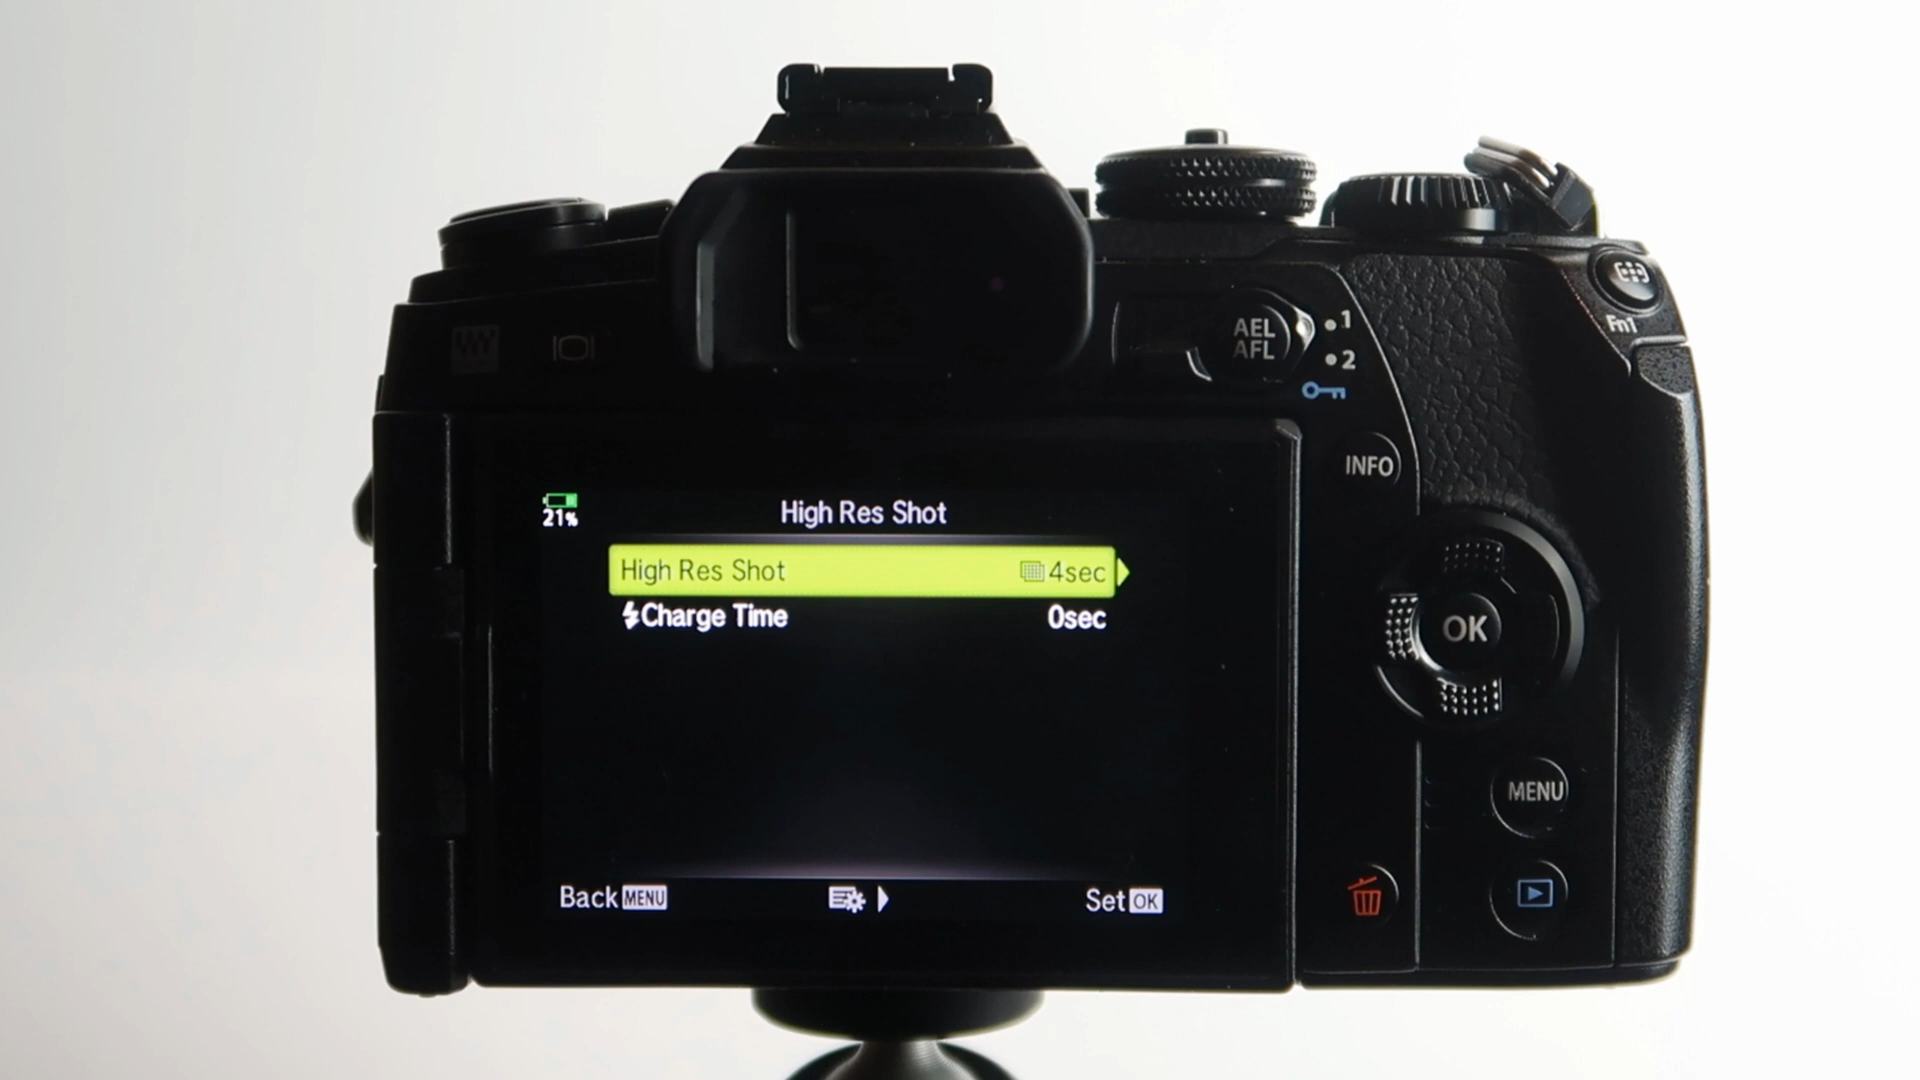 AEL
AFL
1
2
Fn1
INFO
21%
High Res Shot
High Res Shot 4sec
Charge Time 0sec
OK
MENU
Back MENU
Set OK